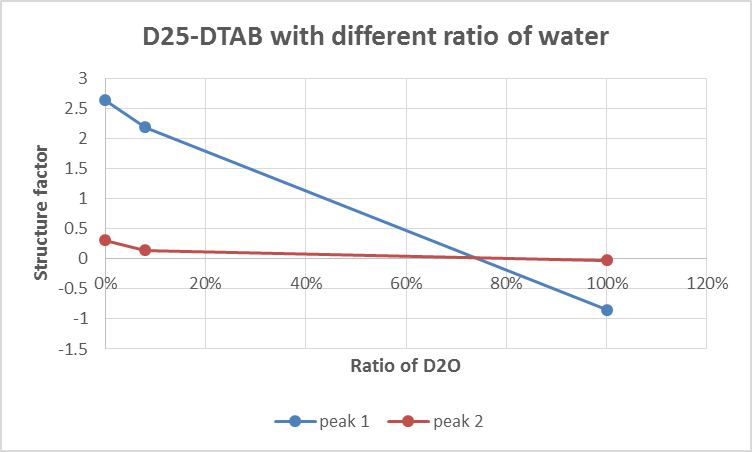 D25-DTAB with different ratio of water
3
2.5
2
1.5
1
0.5
0
-0.5
-1
-1.5
Structure factor
0% 20% 40% 60% 80% 100% 120%
Ratio of D2O
peak 1 peak 2